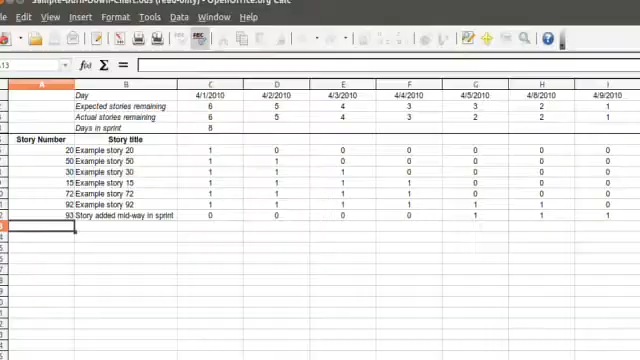 Sample-Burn-Down-Chart.ods (read-only) - OpenOffice.org Calc
Edit View Insert Format Tools Data Window Help
A13 f(x) Σ =
A B C D E F G H I
Day 4/1/2010 4/2/2010 4/3/2010 4/4/2010 4/5/2010 4/8/2010 4/9/2010
Expected stories remaining 6 5 4 3 3 2 1
Actual stories remaining 6 5 4 3 2 2 1
Days in sprint 8
Story Number Story title
20 Example story 20 1 0 0 0 0 0 0
50 Example story 50 1 1 0 0 0 0 0
30 Example story 30 1 1 1 0 0 0 0
15 Example story 15 1 1 1 1 0 0 0
72 Example story 72 1 1 1 1 0 0 0
92 Example story 92 1 1 1 1 1 1 0
93 Story added mid-way in sprint 0 0 0 0 1 1 1